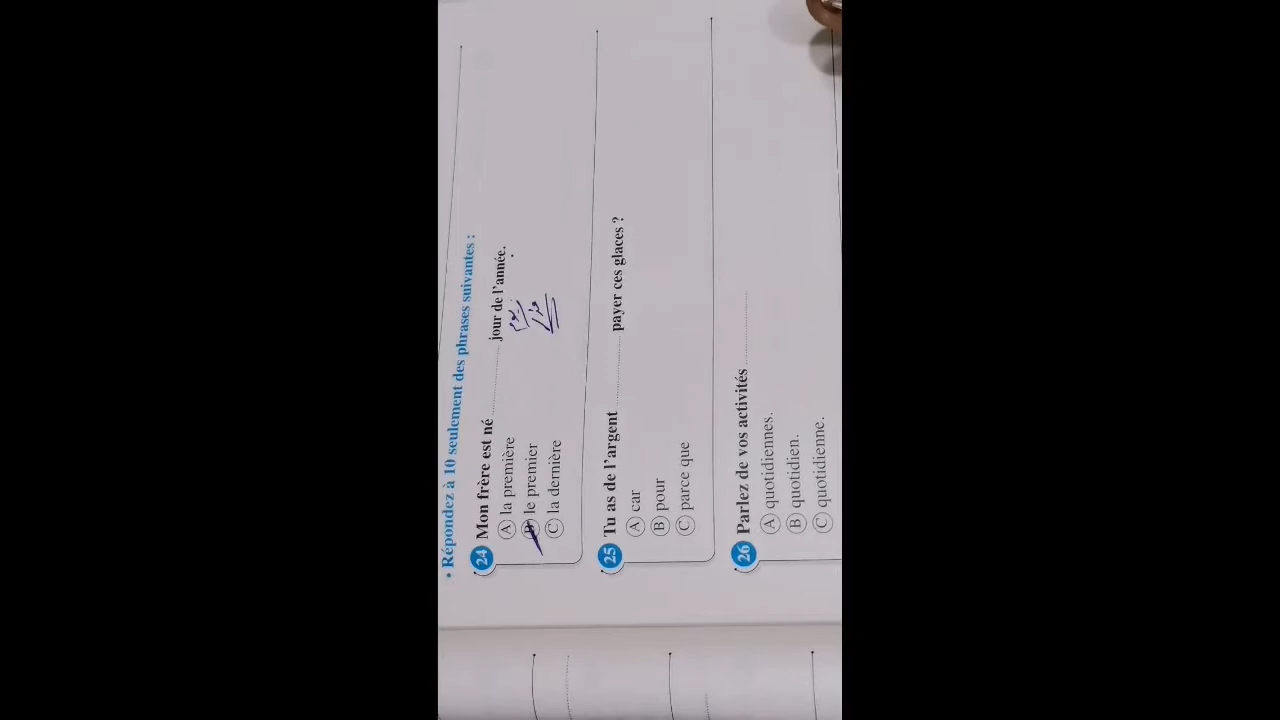 • Répondez à 10 seulement des phrases suivantes :
24 Mon frère est né ............ jour de l'année.
A la première
B le premier
C la dernière
يوم
مذكر
25 Tu as de l'argent ............ payer ces glaces ?
A car
B pour
C parce que
26 Parlez de vos activités ............
A quotidiennes.
B quotidien.
C quotidienne.